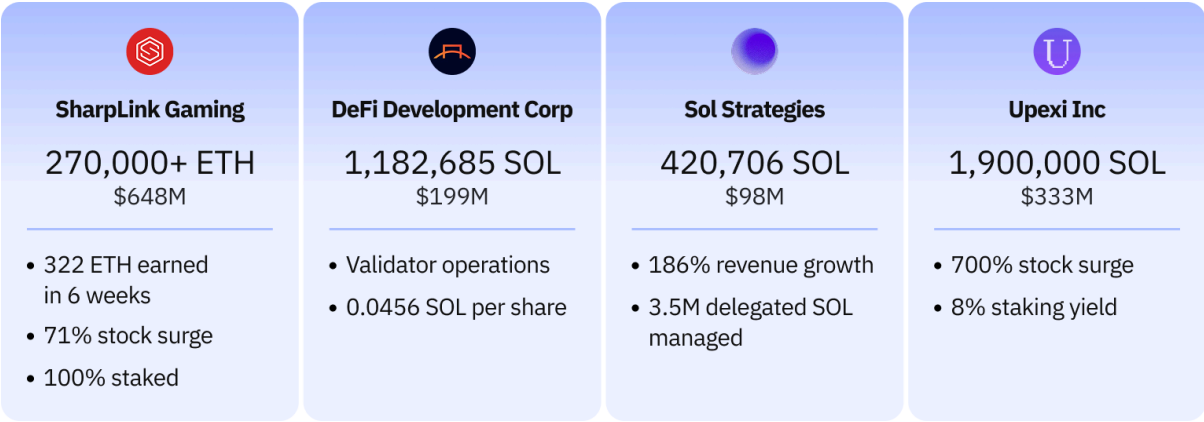 SharpLink Gaming
270,000+ ETH
$648M
• 322 ETH earned
in 6 weeks
• 71% stock surge
• 100% staked
DeFi Development Corp
1,182,685 SOL
$199M
• Validator operations
• 0.0456 SOL per share
Sol Strategies
420,706 SOL
$98M
• 186% revenue growth
• 3.5M delegated SOL
managed
U
Upexi Inc
1,900,000 SOL
$333M
• 700% stock surge
• 8% staking yield